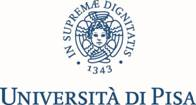 IN SUPREMÆ DIGNITATIS
·1343·
UNIVERSITÀ DI PISA